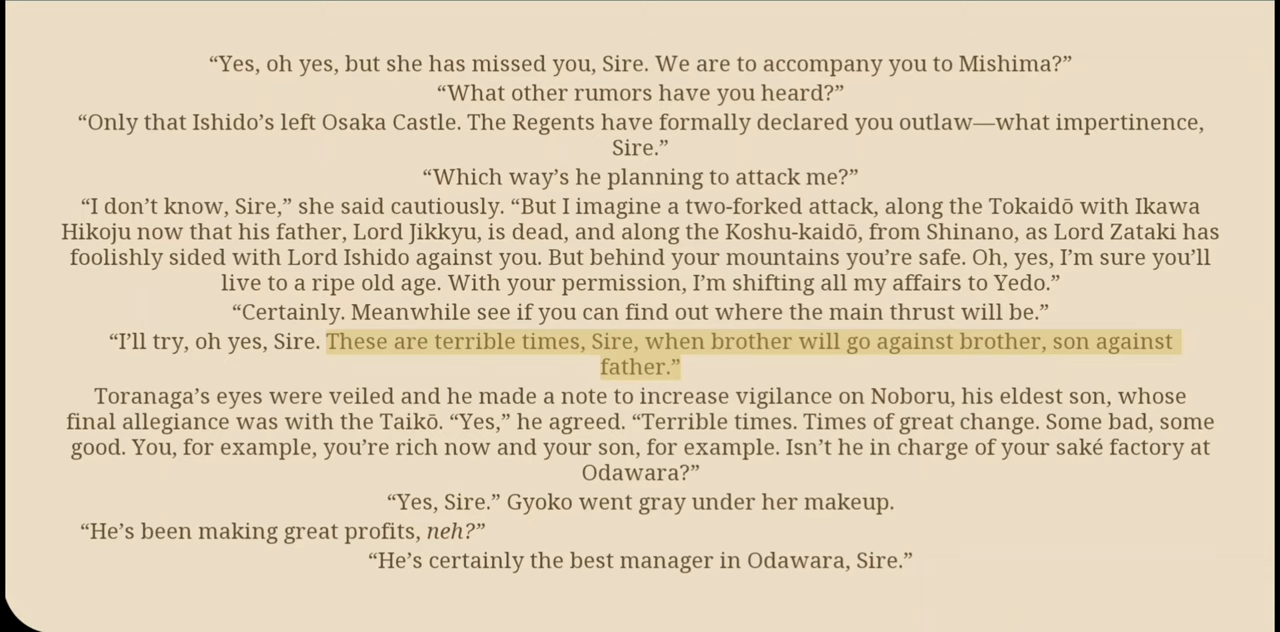 “Yes, oh yes, but she has missed you, Sire. We are to accompany you to Mishima?”
“What other rumors have you heard?”
“Only that Ishido’s left Osaka Castle. The Regents have formally declared you outlaw—what impertinence,
Sire.”
“Which way’s he planning to attack me?”
“I don’t know, Sire,” she said cautiously. “But I imagine a two-forked attack, along the Tokaidō with Ikawa
Hikoju now that his father, Lord Jikkyu, is dead, and along the Koshu-kaidō, from Shinano, as Lord Zataki has
foolishly sided with Lord Ishido against you. But behind your mountains you’re safe. Oh, yes, I’m sure you’ll
live to a ripe old age. With your permission, I’m shifting all my affairs to Yedo.”
“Certainly. Meanwhile see if you can find out where the main thrust will be.”
“I’ll try, oh yes, Sire. These are terrible times, Sire, when brother will go against brother, son against
father.”
Toranaga’s eyes were veiled and he made a note to increase vigilance on Noboru, his eldest son, whose
final allegiance was with the Taikō. “Yes,” he agreed. “Terrible times. Times of great change. Some bad, some
good. You, for example, you’re rich now and your son, for example. Isn’t he in charge of your saké factory at
Odawara?”
“Yes, Sire.” Gyoko went gray under her makeup.
“He’s been making great profits, neh?”
“He’s certainly the best manager in Odawara, Sire.”